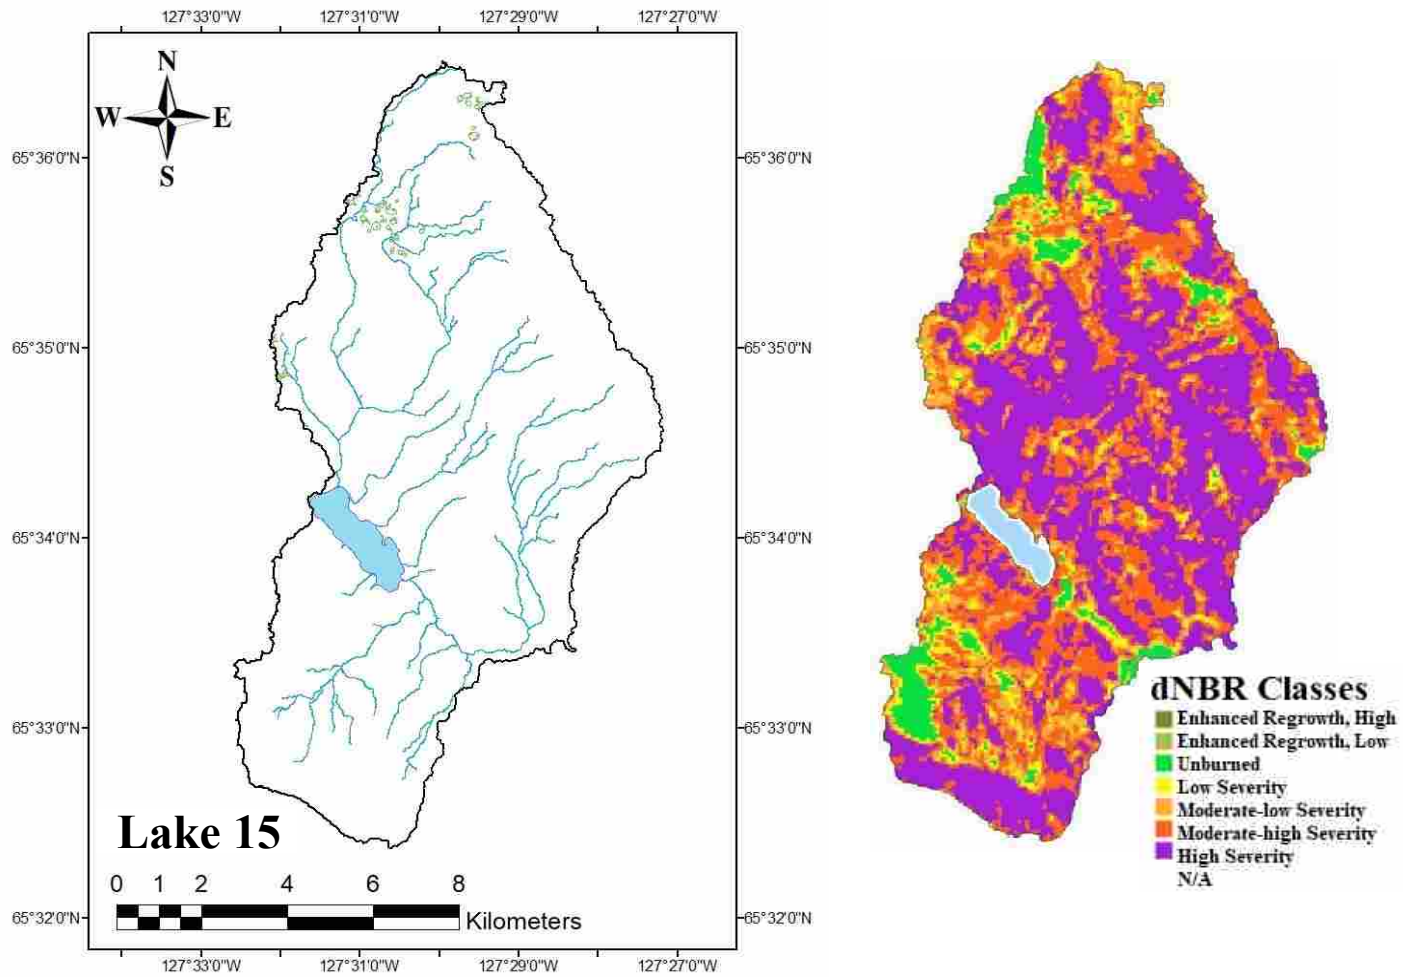 127°33'0"W 127°31'0"W 127°29'0"W 127°27'0"W
N
W E
S
65°36'0"N 65°36'0"N
65°35'0"N 65°35'0"N
65°34'0"N 65°34'0"N
65°33'0"N 65°33'0"N
65°32'0"N 65°32'0"N
Lake 15
0 1 2 4 6 8
Kilometers
127°33'0"W 127°31'0"W 127°29'0"W 127°27'0"W
dNBR Classes
Enhanced Regrowth, High
Enhanced Regrowth, Low
Unburned
Low Severity
Moderate-low Severity
Moderate-high Severity
High Severity
N/A